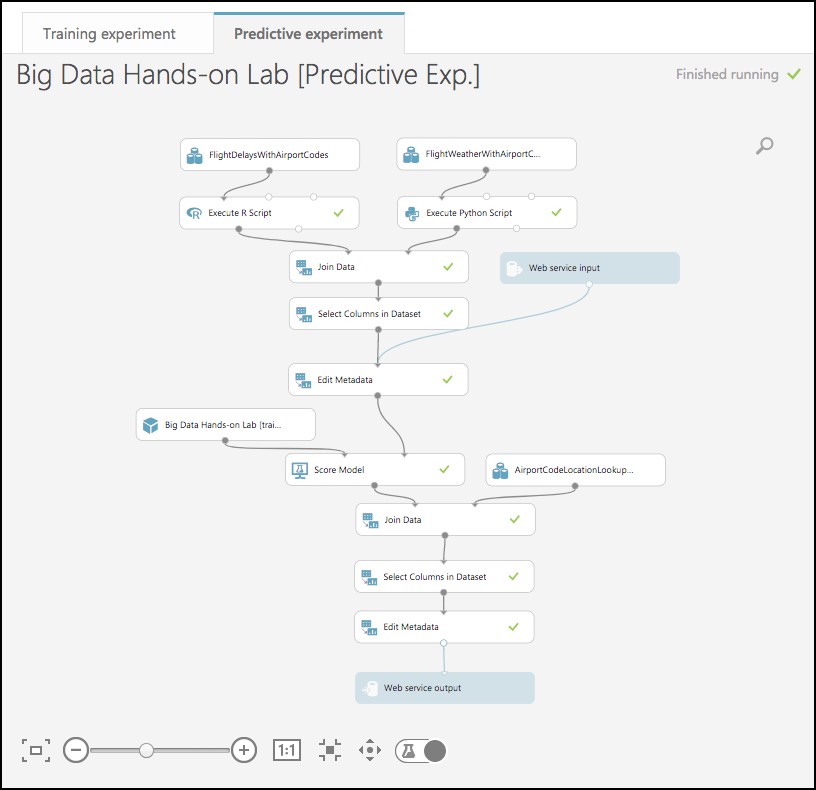 Training experiment
Predictive experiment
Big Data Hands-on Lab [Predictive Exp.]
Finished running
FlightDelaysWithAirportCodes
FlightWeatherWithAirportC...
Execute R Script
Execute Python Script
Join Data
Web service input
Select Columns in Dataset
Edit Metadata
Big Data Hands-on Lab [trai...
Score Model
AirportCodeLocationLookup...
Join Data
Select Columns in Dataset
Edit Metadata
Web service output
1:1